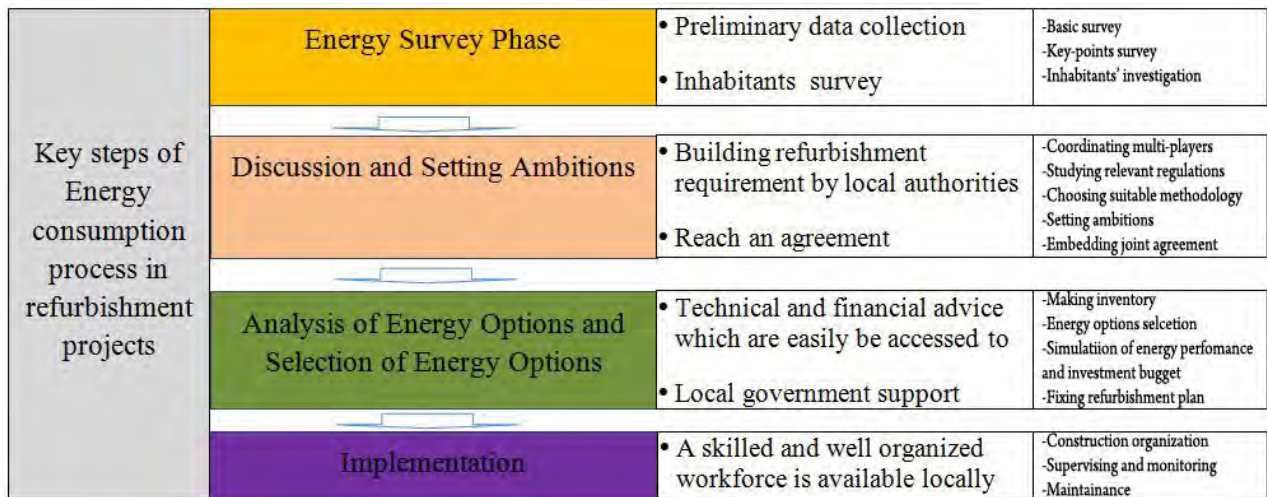 Key steps of
Energy
consumption
process in
refurbishment
projects
Energy Survey Phase
• Preliminary data collection
• Inhabitants survey
-Basic survey
-Key-points survey
-Inhabitants' investigation
Discussion and Setting Ambitions
• Building refurbishment
requirement by local authorities
• Reach an agreement
-Coordinating multi-players
-Studying relevant regulations
-Choosing suitable methodology
-Setting ambitions
-Embedding joint agreement
Analysis of Energy Options and
Selection of Energy Options
• Technical and financial advice
which are easily be accessed to
• Local government support
-Making inventory
-Energy options selcetion
-Simulatiion of energy perfomance
and investment bugget
-Fixing refurbishment plan
Implementation
• A skilled and well organized
workforce is available locally
-Construction organization
-Supervising and monitoring
-Maintainance